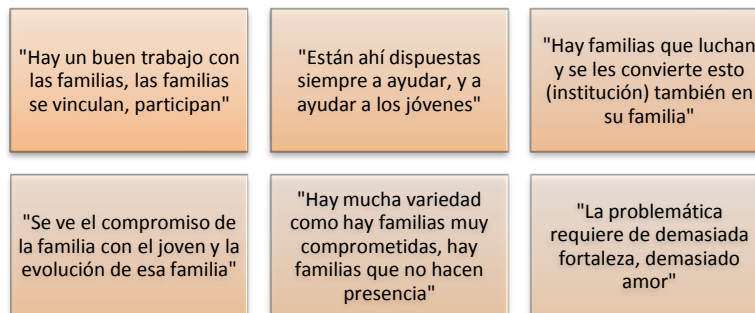 "Hay un buen trabajo con
las familias, las familias
se vinculan, participan"
"Están ahí dispuestas
siempre a ayudar, y a
ayudar a los jóvenes"
"Hay familias que luchan
y se les convierte esto
(institución) también en
su familia"
"Se ve el compromiso de
la familia con el joven y la
evolución de esa familia"
"Hay mucha variedad
como hay familias muy
comprometidas, hay
familias que no hacen
presencia"
"La problemática
requiere de demasiada
fortaleza, demasiado
amor"